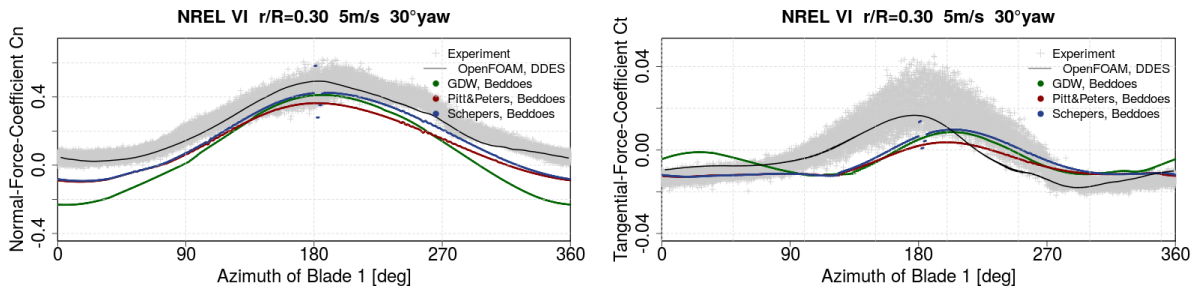 NREL VI r/R=0.30 5m/s 30°yaw
Normal-Force-Coefficient Cn
0.4
0.0
-0.4
Experiment
OpenFOAM, DDES
GDW, Beddoes
Pitt&Peters, Beddoes
Schepers, Beddoes
0 90 180 270 360
Azimuth of Blade 1 [deg]
NREL VI r/R=0.30 5m/s 30°yaw
Tangential-Force-Coefficient Ct
0.04
0.00
-0.04
Experiment
OpenFOAM, DDES
GDW, Beddoes
Pitt&Peters, Beddoes
Schepers, Beddoes
0 90 180 270 360
Azimuth of Blade 1 [deg]